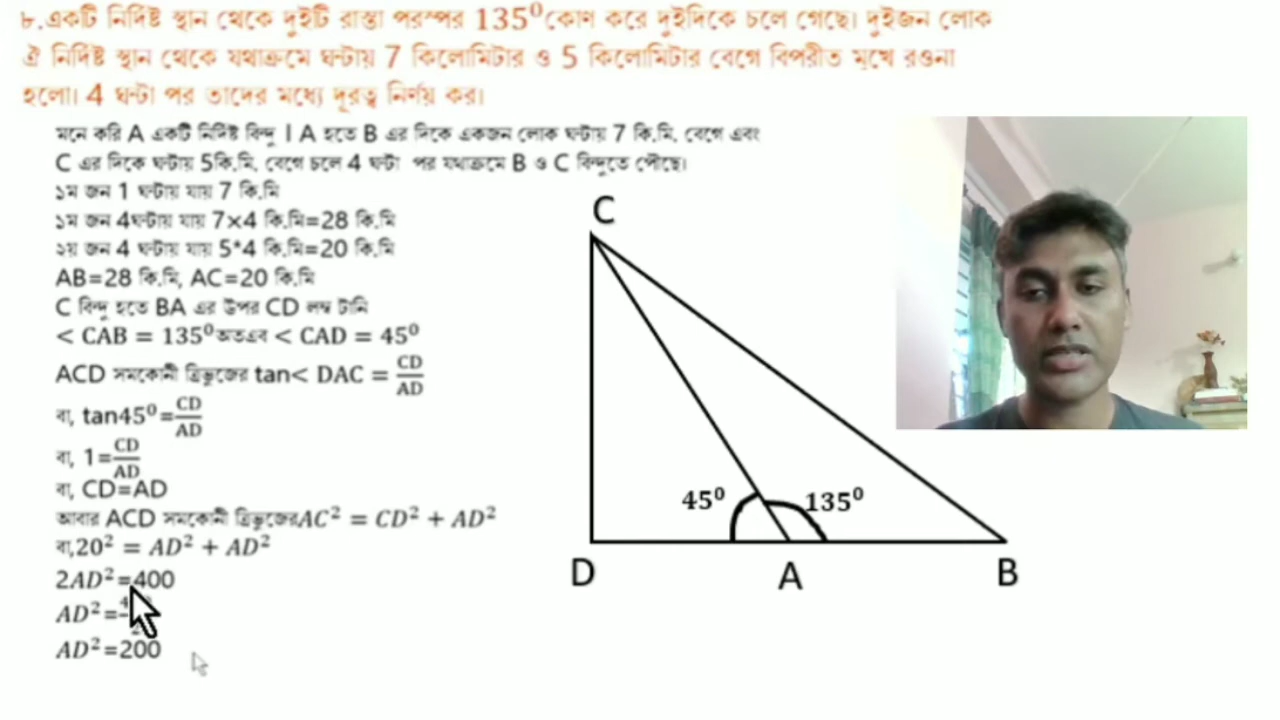 ৮.একটি নির্দিষ্ট স্থান থেকে দুইটি রাস্তা পরস্পর 135⁰কোণ করে দুইদিকে চলে গেছে। দুইজন লোক
ঐ নির্দিষ্ট স্থান থেকে যথাক্রমে ঘন্টায় 7 কিলোমিটার ও 5 কিলোমিটার বেগে বিপরীত মুখে রওনা
হলো। 4 ঘন্টা পর তাদের মধ্যে দূরত্ব নির্ণয় কর।
মনে করি A একটি নির্দিষ্ট বিন্দু । A হতে B এর দিকে একজন লোক ঘন্টায় 7 কি.মি, বেগে এবং
C এর দিকে ঘন্টায় 5কি.মি, বেগে চলে 4 ঘন্টা পর যথাক্রমে B ও C বিন্দুতে পৌছে।
১ম জন 1 ঘন্টায় যায় 7 কি.মি
১ম জন 4ঘন্টায় যায় 7×4 কি.মি=28 কি.মি
২য় জন 4 ঘন্টায় যায় 5*4 কি.মি=20 কি.মি
AB=28 কি.মি, AC=20 কি.মি
C বিন্দু হতে BA এর উপর CD লম্ব টানি
< CAB = 135⁰অতএব < CAD = 45⁰
ACD সমকোনী ত্রিভুজের tan< DAC = CD/AD
বা, tan45⁰=CD/AD
বা, 1=CD/AD
বা, CD=AD
আবার ACD সমকোনী ত্রিভুজেরAC² = CD² + AD²
বা,20² = AD² + AD²
2AD²=400
AD²=
AD²=200
C
45⁰ 135⁰
D A B